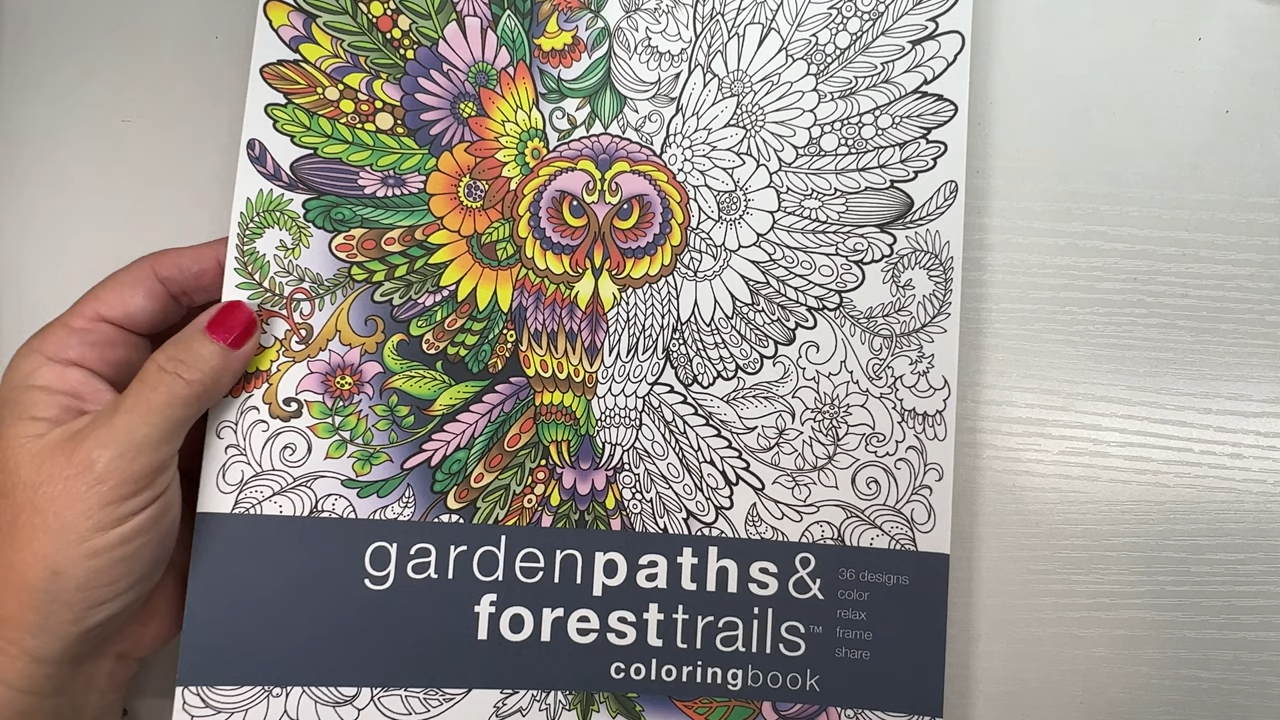 gardenpaths&
foresttrails™
coloringbook
36 designs
color
relax
frame
share